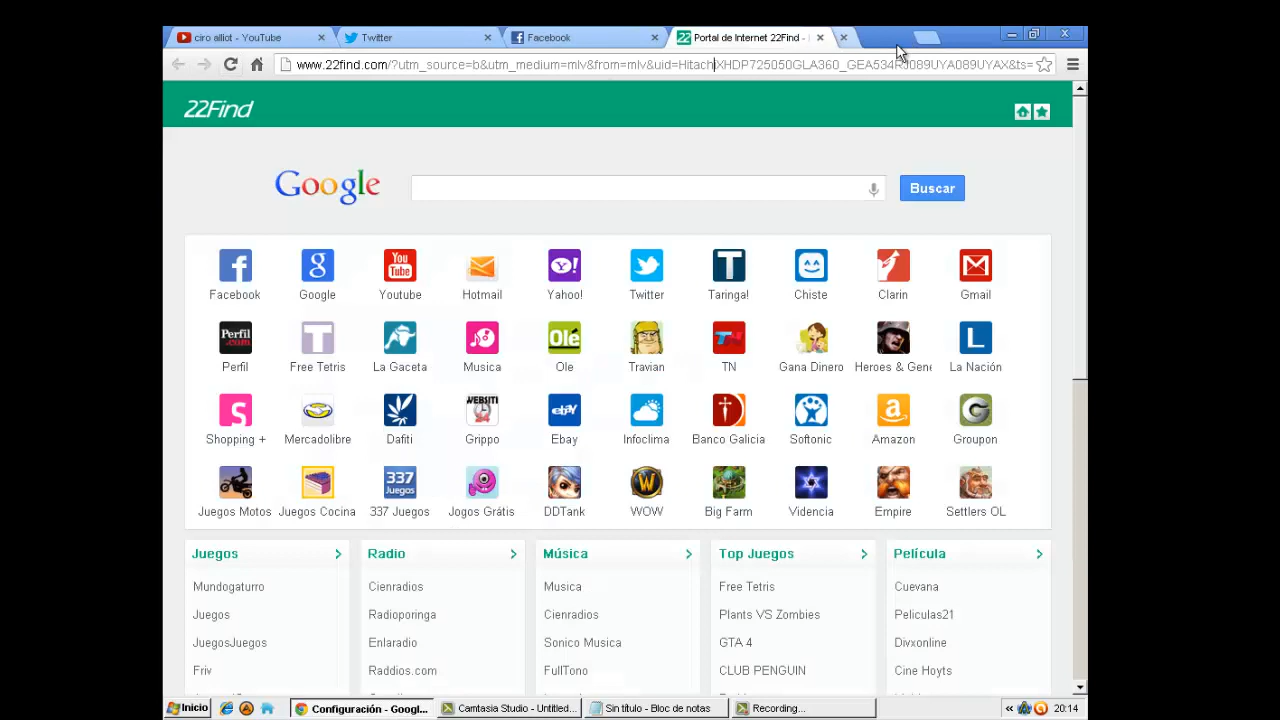 ciro alliot - YouTube
Twitter
Facebook
22 Portal de Internet 22Find -
www.22find.com/?utm_source=b&utm_medium=mlv&from=mlv&uid=HitachiXHDP725050GLA360_GEA534RJ089UYA089UYAX&ts=
22Find
Google
Buscar
Facebook Google Youtube Hotmail Yahoo! Twitter Taringa! Chiste Clarin Gmail
Perfil Free Tetris La Gaceta Musica Ole Travian TN Gana Dinero Heroes & Gene La Nación
Shopping + Mercadolibre Dafiti Grippo Ebay Infoclima Banco Galicia Softonic Amazon Groupon
Juegos Motos Juegos Cocina 337 Juegos Jogos Grátis DDTank WOW Big Farm Videncia Empire Settlers OL
Juegos Radio Música Top Juegos Película
Mundogaturro Cienradios Musica Free Tetris Cuevana
Juegos Radioporinga Cienradios Plants VS Zombies Peliculas21
JuegosJuegos Enlaradio Sonico Musica GTA 4 Divxonline
Friv Raddios.com FullTono CLUB PENGUIN Cine Hoyts
Inicio
Configuración - Googl...
Camtasia Studio - Untitled...
Sin título - Bloc de notas
Recording...
20:14